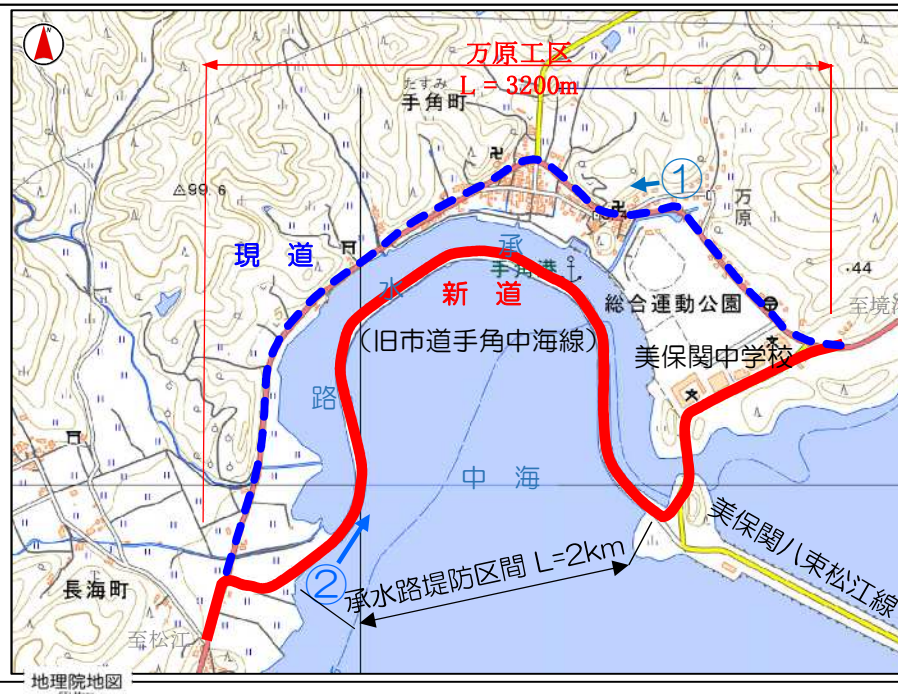 万原工区
L = 3200m
たすみ
手角町
99.6
①
万原
現 道
承
手角港
水
新 道
・44
総合運動公園
至境港
(旧市道手角中海線)
美保関中学校
路
中 海
美保関八束松江線
承水路堤防区間 L=2km
②
長海町
至松江
地理院地図